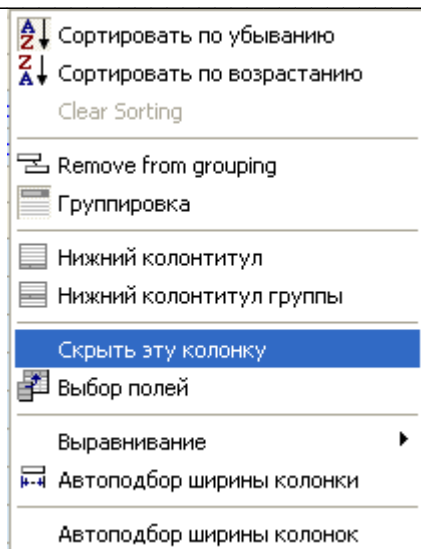 Сортировать по убыванию
Сортировать по возрастанию
Clear Sorting
Remove from grouping
Группировка
Нижний колонтитул
Нижний колонтитул группы
Скрыть эту колонку
Выбор полей
Выравнивание
Автоподбор ширины колонки
Автоподбор ширины колонок